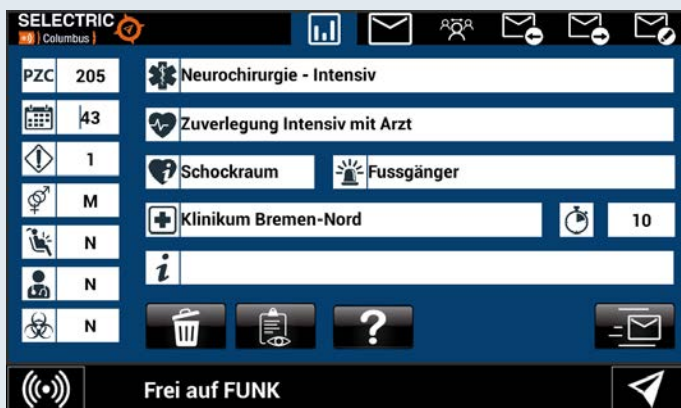 SELECTRIC
Columbus
PZC 205
43
1
M
N
N
N
Neurochirurgie - Intensiv
Zuverlegung Intensiv mit Arzt
Schockraum
Fussgänger
Klinikum Bremen-Nord
10
i
?
Frei auf FUNK